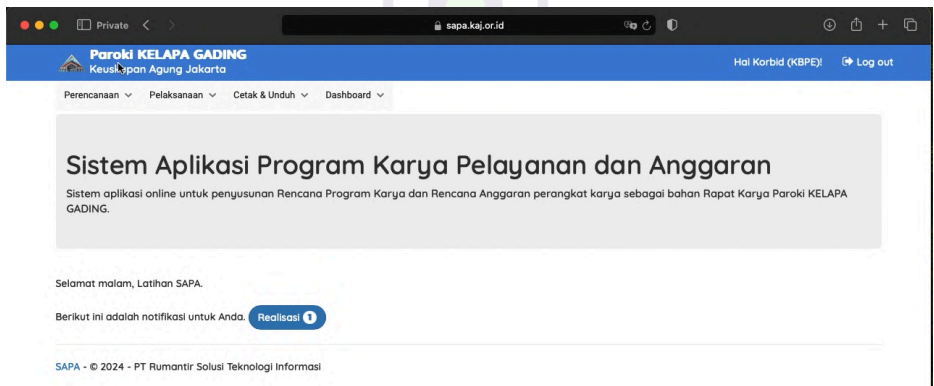 Private
sapa.kaj.or.id
Paroki KELAPA GADING
Keuskupan Agung Jakarta
Hai Korbid (KBPE)!
Log out
Perencanaan
Pelaksanaan
Cetak & Unduh
Dashboard
Sistem Aplikasi Program Karya Pelayanan dan Anggaran
Sistem aplikasi online untuk penyusunan Rencana Program Karya dan Rencana Anggaran perangkat karya sebagai bahan Rapat Karya Paroki KELAPA
GADING.
Selamat malam, Latihan SAPA.
Berikut ini adalah notifikasi untuk Anda. Realisasi 1
SAPA - © 2024 - PT Rumantir Solusi Teknologi Informasi